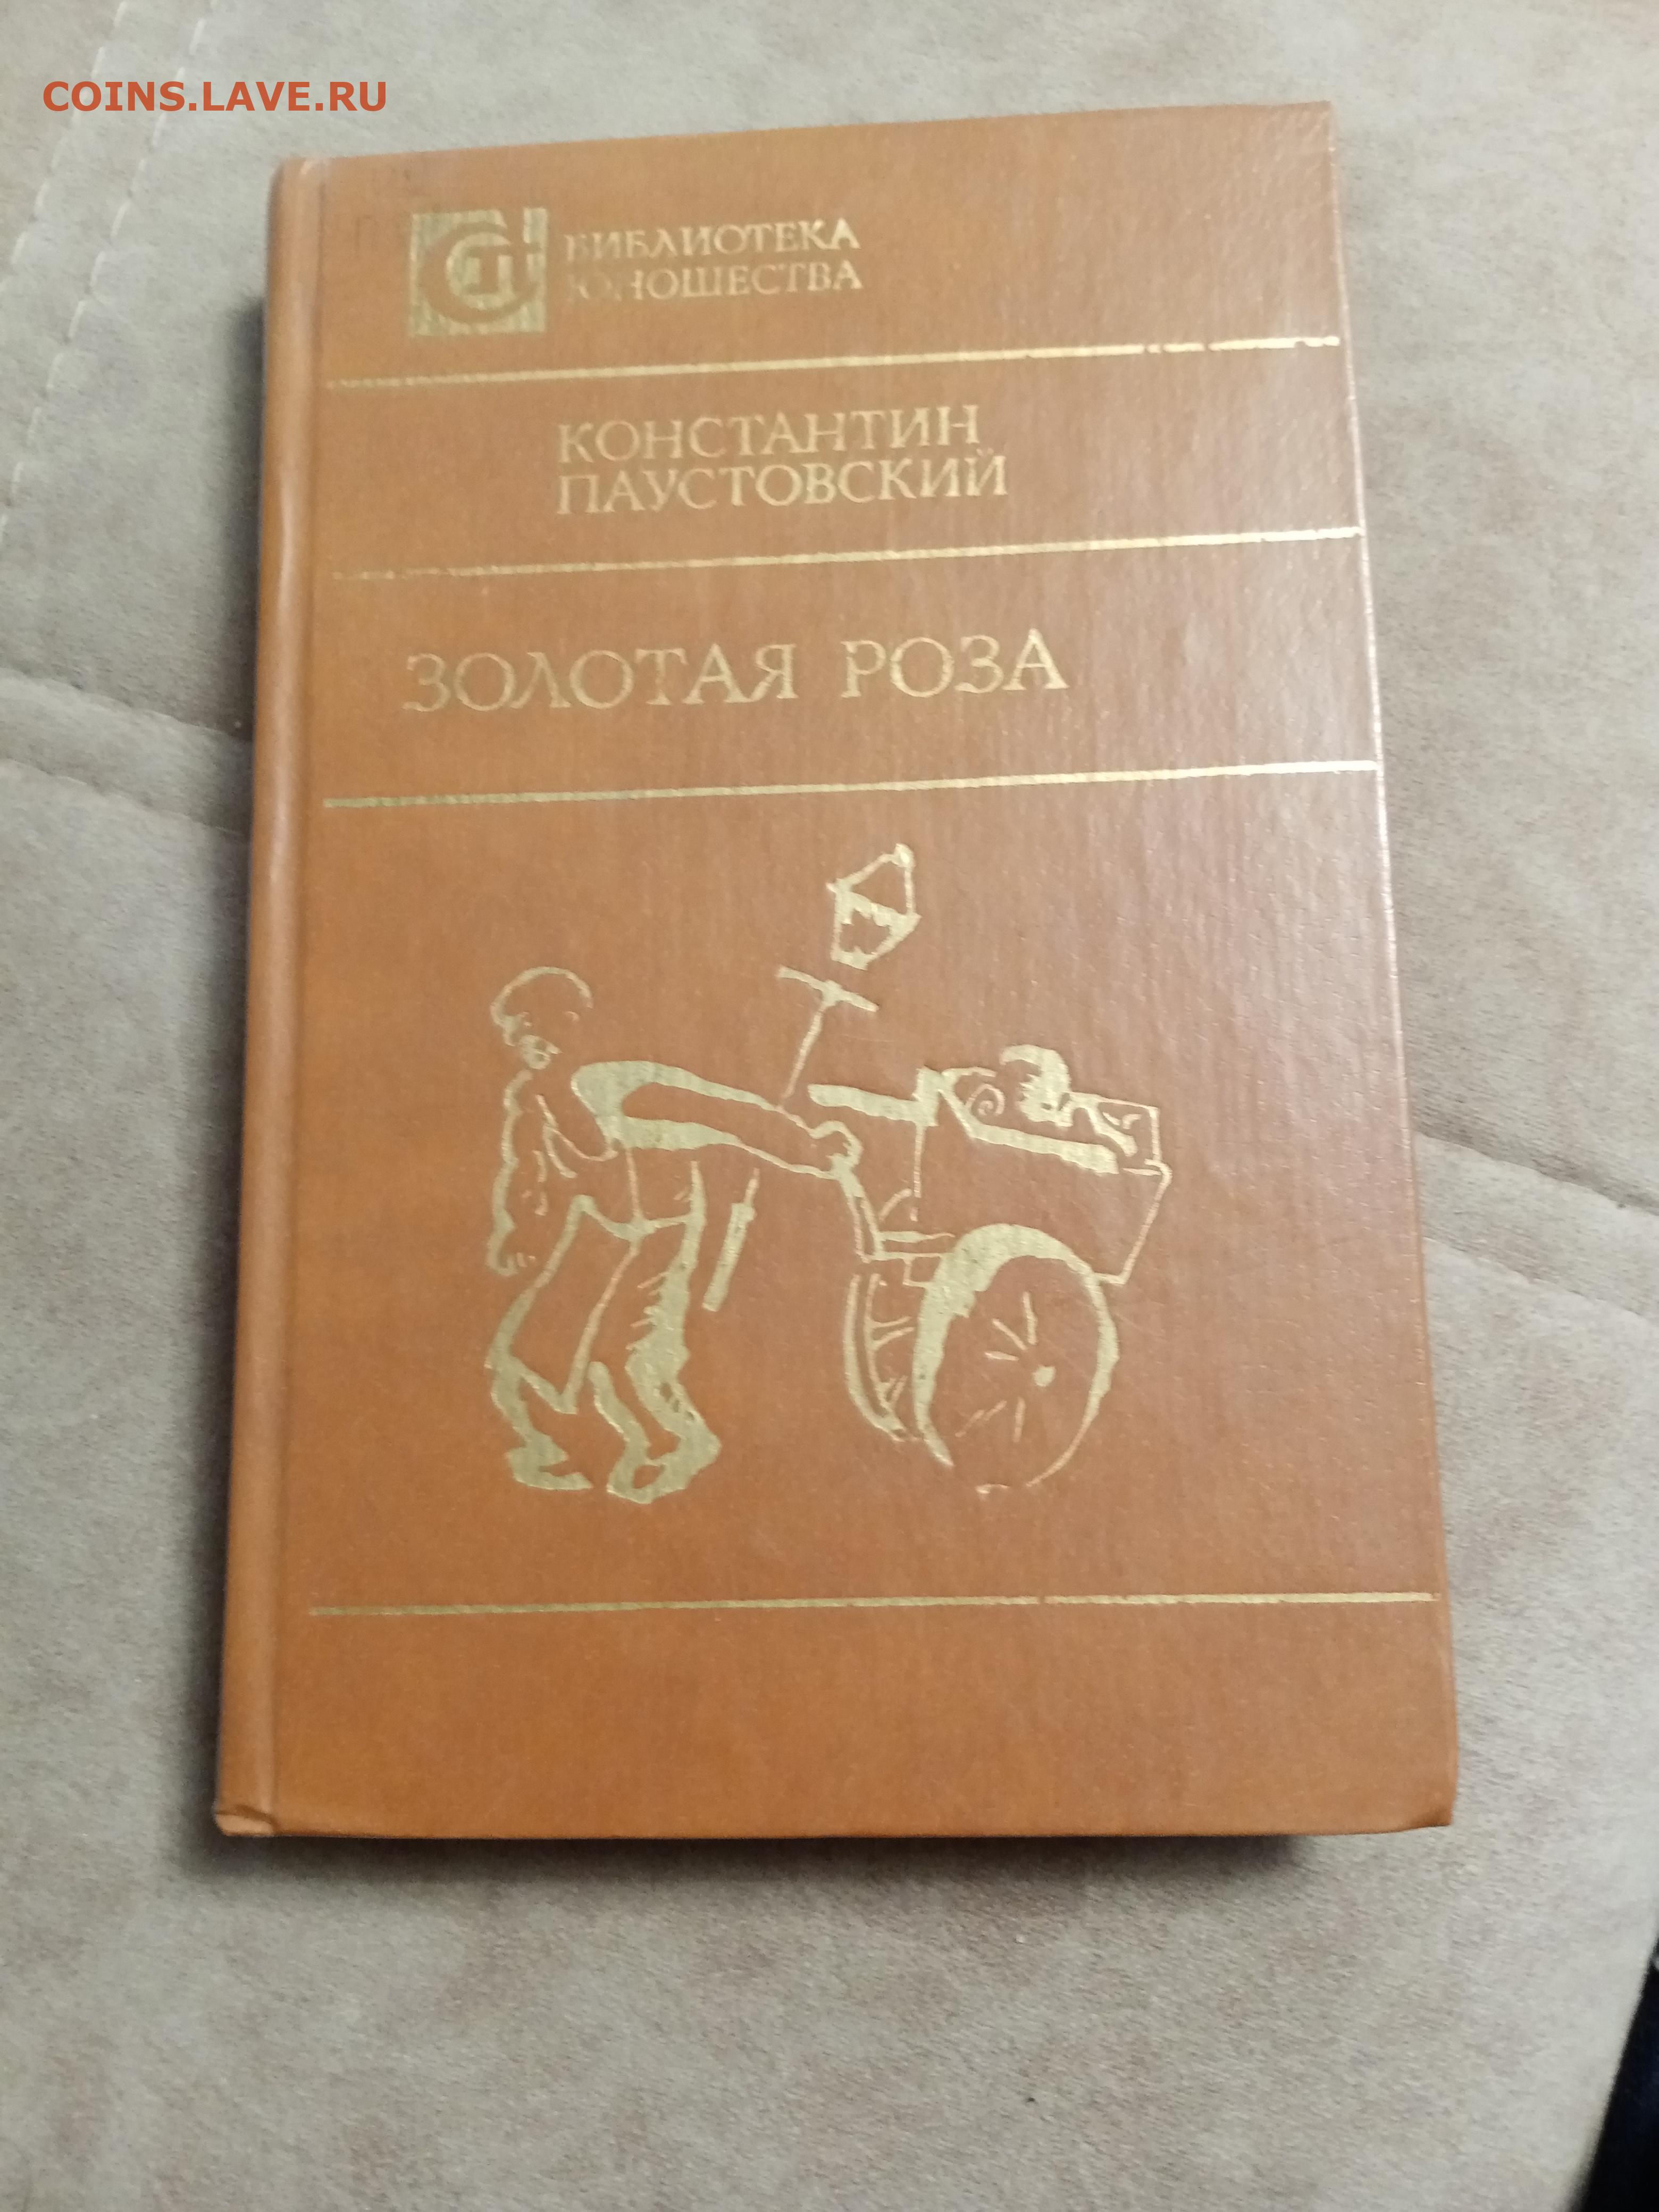 COINS.LAVE.RU
БИБЛИОТЕКА
ЮНОШЕСТВА
КОНСТАНТИН
ПАУСТОВСКИЙ
ЗОЛОТАЯ РОЗА